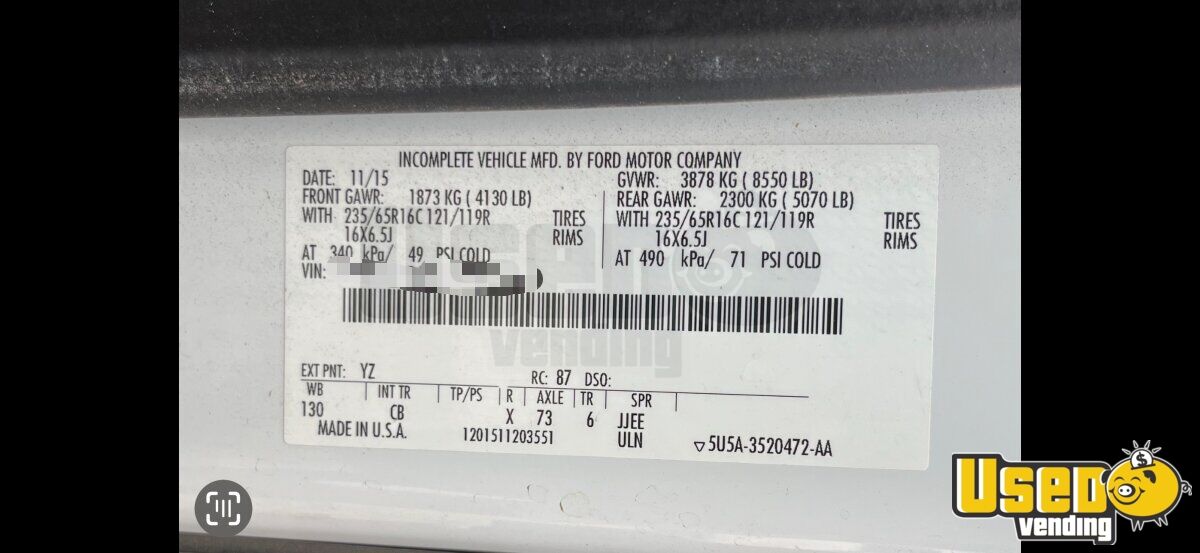 INCOMPLETE VEHICLE MFD. BY FORD MOTOR COMPANY
DATE: 11/15 GVWR: 3878 KG ( 8550 LB)
FRONT GAWR: 1873 KG ( 4130 LB) REAR GAWR: 2300 KG ( 5070 LB)
WITH 235/65R16C 121/119R TIRES WITH 235/65R16C 121/119R TIRES
16X6.5J RIMS 16X6.5J RIMS
AT 340 kPa/ 49 PSI COLD AT 490 kPa/ 71 PSI COLD
VIN:
USED
vending
EXT PNT: YZ RC: 87 DSO:
WB INT TR TP/PS R AXLE TR SPR
130 CB X 73 6 JJEE
MADE IN U.S.A. 1201511203551 ULN ▽5U5A-3520472-AA
USED
vending